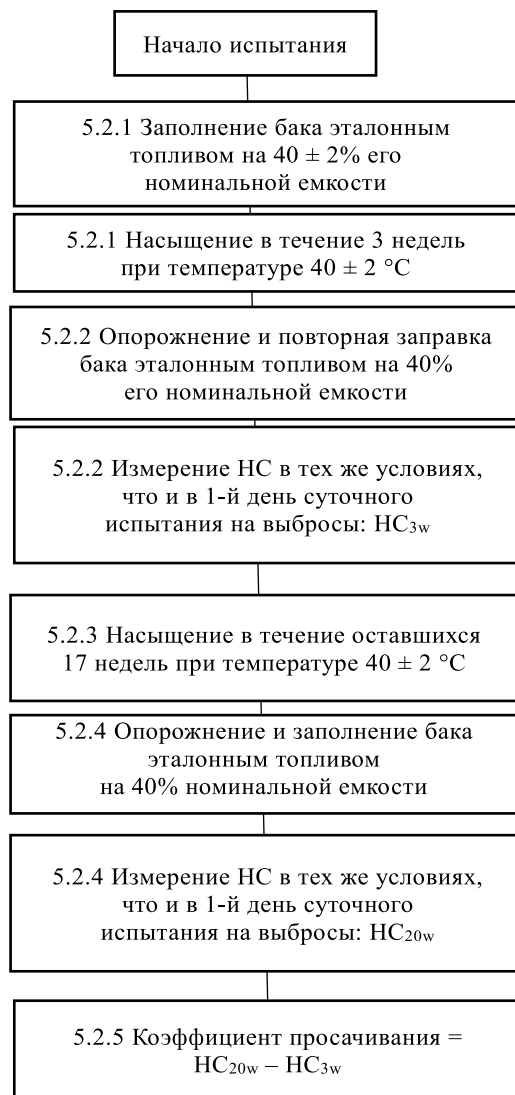 Начало испытания
5.2.1 Заполнение бака эталонным
топливом на 40 ± 2% его
номинальной емкости
5.2.1 Насыщение в течение 3 недель
при температуре 40 ± 2 °C
5.2.2 Опорожнение и повторная заправка
бака эталонным топливом на 40%
его номинальной емкости
5.2.2 Измерение HC в тех же условиях,
что и в 1-й день суточного
испытания на выбросы: HC3w
5.2.3 Насыщение в течение оставшихся
17 недель при температуре 40 ± 2 °C
5.2.4 Опорожнение и заполнение бака
эталонным топливом
на 40% номинальной емкости
5.2.4 Измерение HC в тех же условиях,
что и в 1-й день суточного
испытания на выбросы: HC20w
5.2.5 Коэффициент просачивания =
HC20w – HC3w